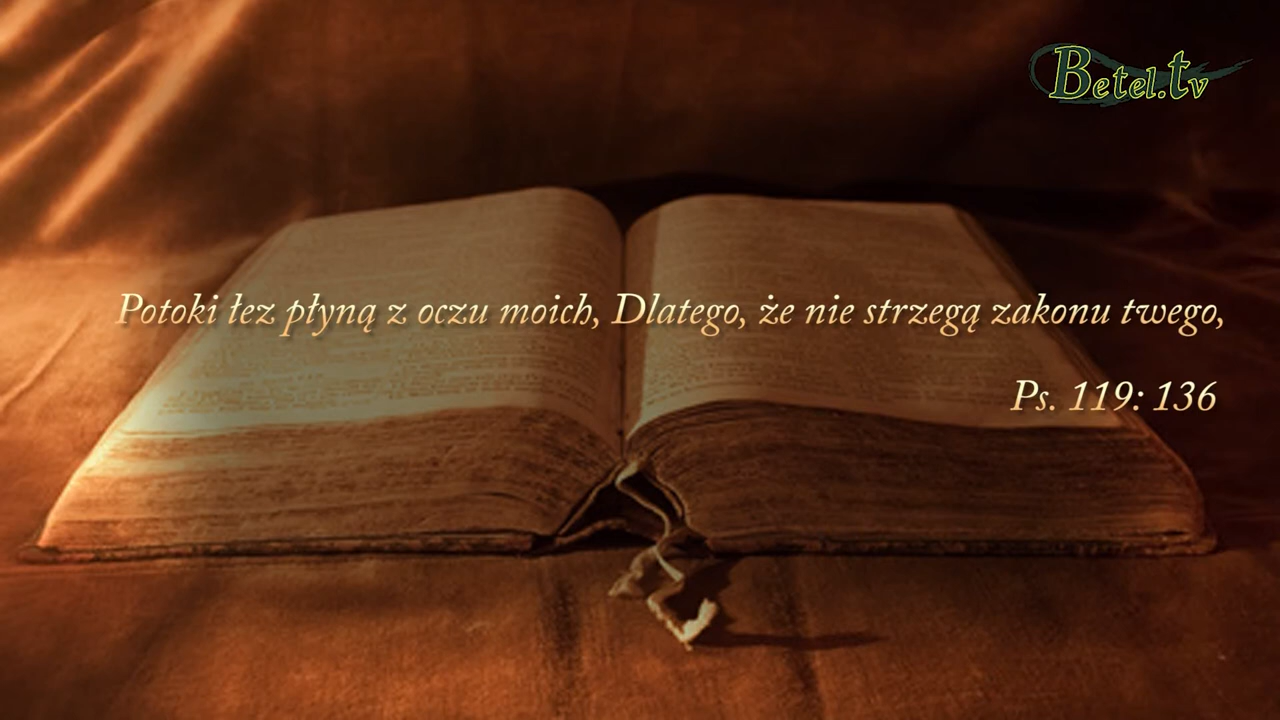 Betel.tv
Potoki łez płyną z oczu moich, Dlatego, że nie strzegą zakonu twego,
Ps. 119: 136